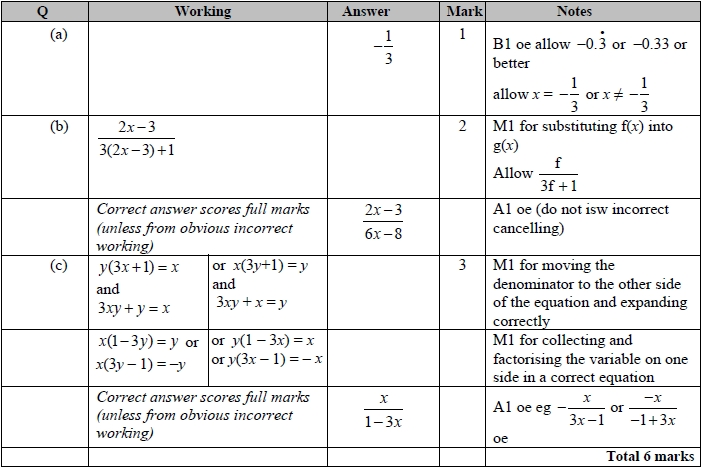 Q Working Answer Mark Notes
(a) −1/3 1 B1 oe allow −0.3̇ or −0.33 or
better
allow x = −1/3 or x ≠ −1/3
(b) (2x−3)/(3(2x−3)+1) 2 M1 for substituting f(x) into
g(x)
Allow f/(3f+1)
Correct answer scores full marks
(unless from obvious incorrect
working)
(2x−3)/(6x−8)
A1 oe (do not isw incorrect
cancelling)
(c) y(3x+1) = x
and
3xy + y = x
or x(3y+1) = y
and
3xy + x = y
3
M1 for moving the
denominator to the other side
of the equation and expanding
correctly
x(1−3y) = y or
x(3y−1) = −y
or y(1 − 3x) = x
or y(3x − 1) = − x
M1 for collecting and
factorising the variable on one
side in a correct equation
Correct answer scores full marks
(unless from obvious incorrect
working)
x/(1−3x)
A1 oe eg −x/(3x−1) or −x/(−1+3x)
oe
Total 6 marks